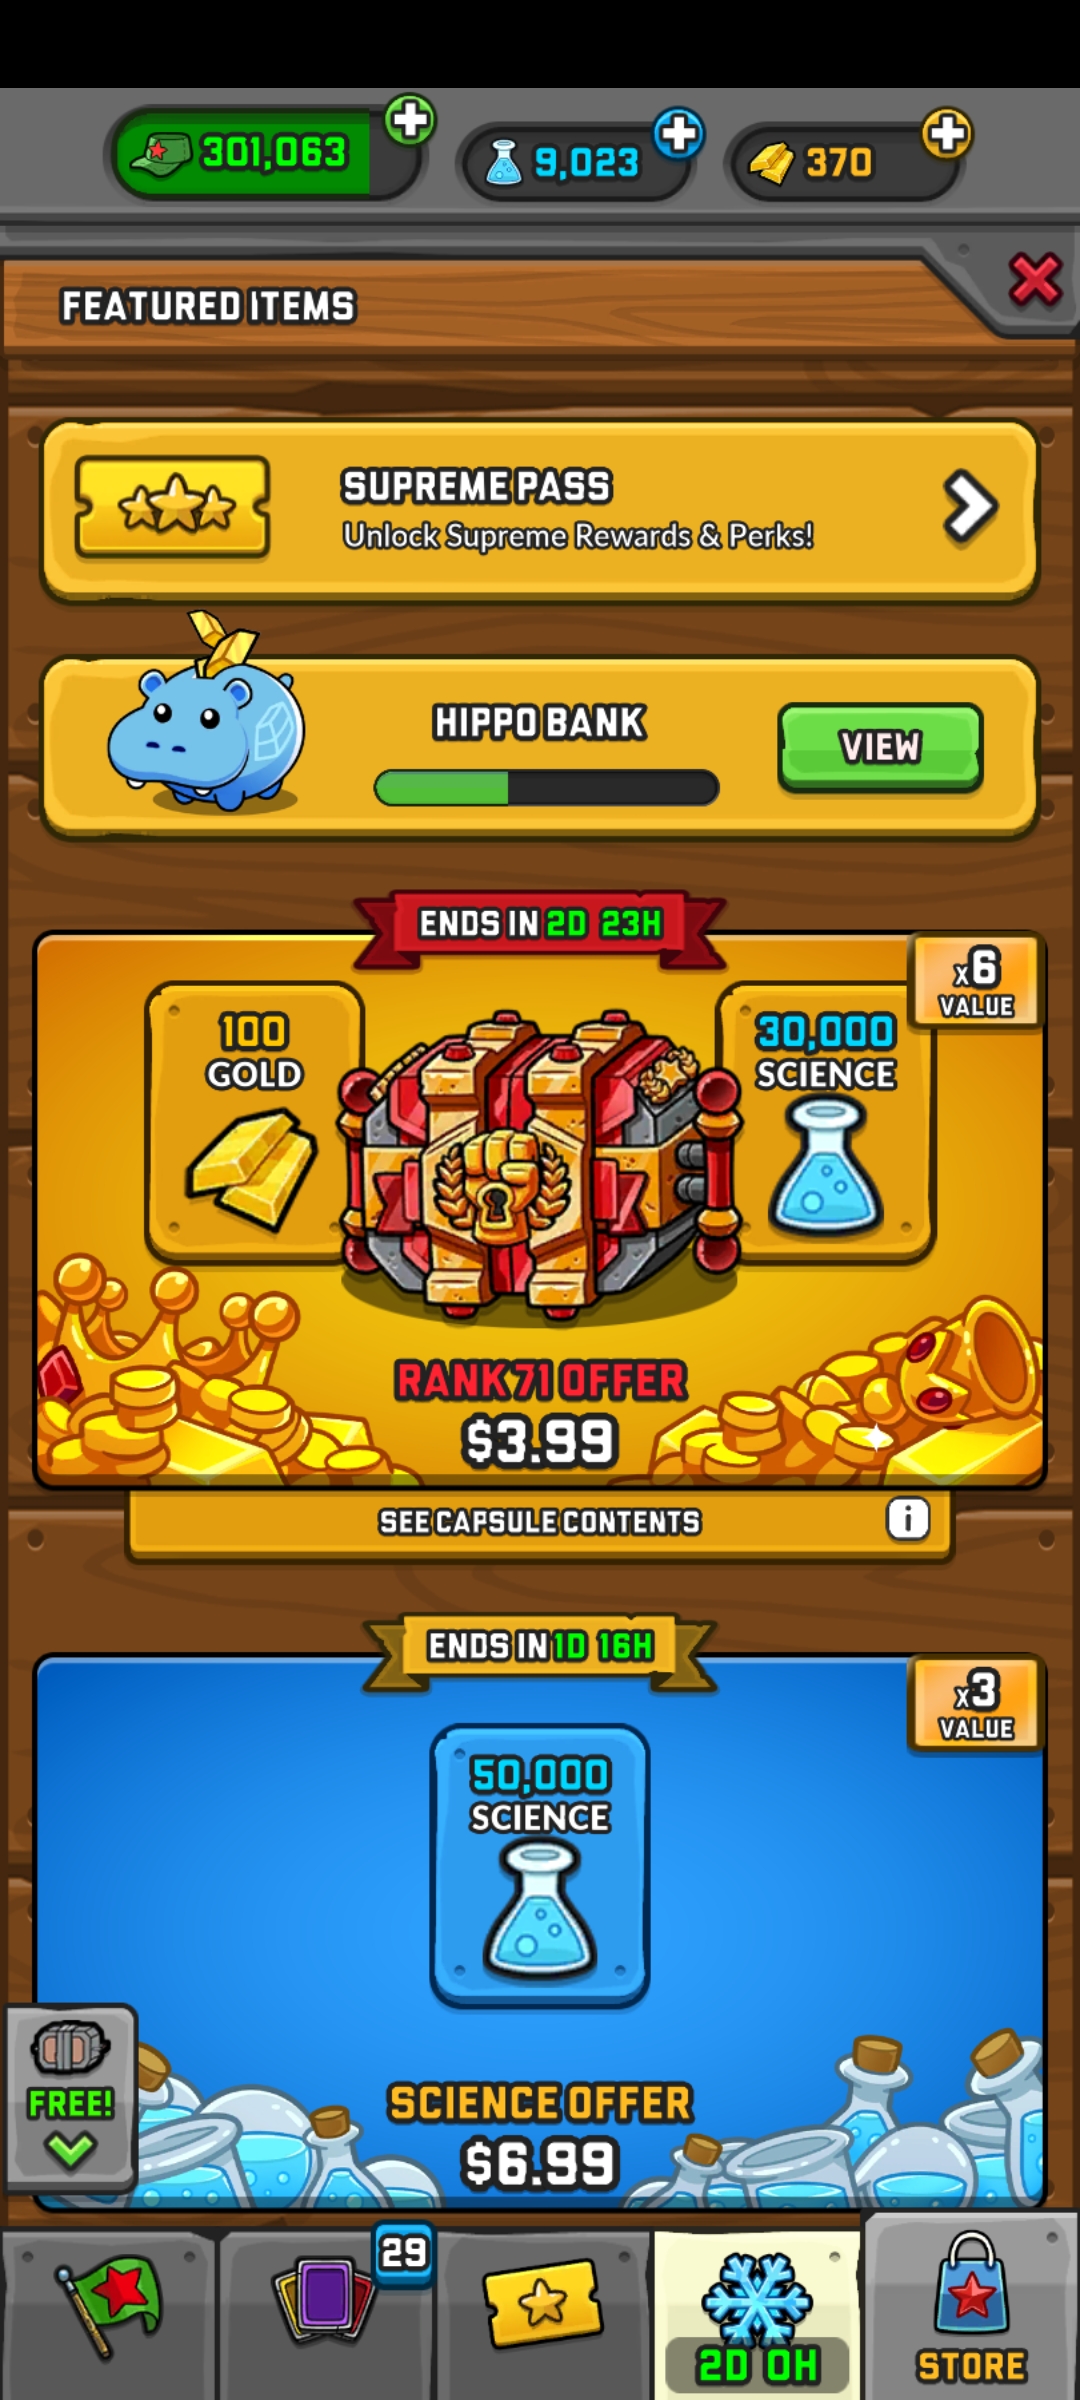 301,063
9,023
370
FEATURED ITEMS
SUPREME PASS
Unlock Supreme Rewards & Perks!
HIPPO BANK
VIEW
ENDS IN 2D 23H
x6
VALUE
100
GOLD
30,000
SCIENCE
RANK 71 OFFER
$3.99
SEE CAPSULE CONTENTS
i
ENDS IN 1D 16H
x3
VALUE
50,000
SCIENCE
FREE!
SCIENCE OFFER
$6.99
29
2D 0H
STORE